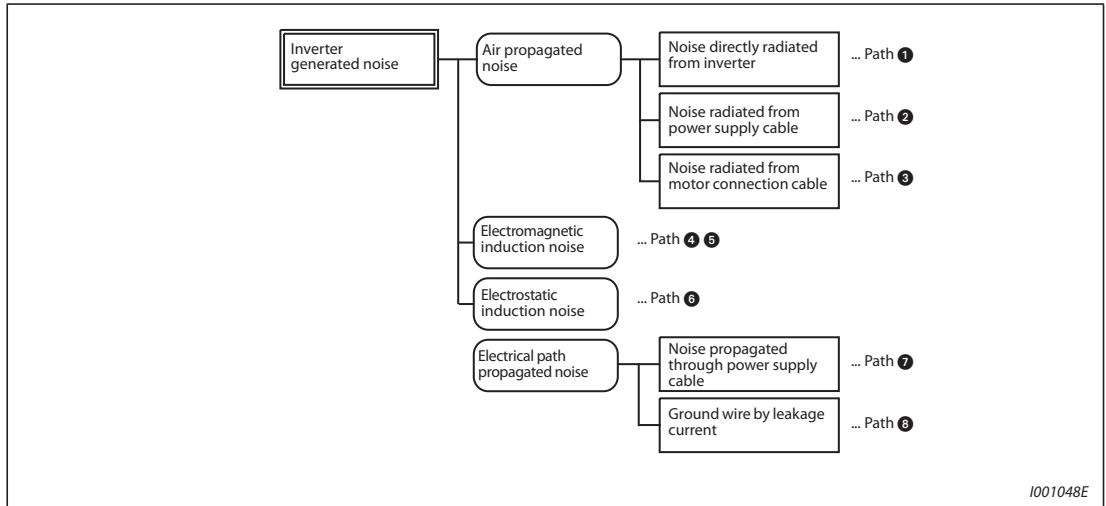 Inverter
generated noise
Air propagated
noise
Noise directly radiated
from inverter
... Path ❶
Noise radiated from
power supply cable
... Path ❷
Noise radiated from
motor connection cable
... Path ❸
Electromagnetic
induction noise
... Path ❹ ❺
Electrostatic
induction noise
... Path ❻
Electrical path
propagated noise
Noise propagated
through power supply
cable
... Path ❼
Ground wire by leakage
current
... Path ❽
I001048E